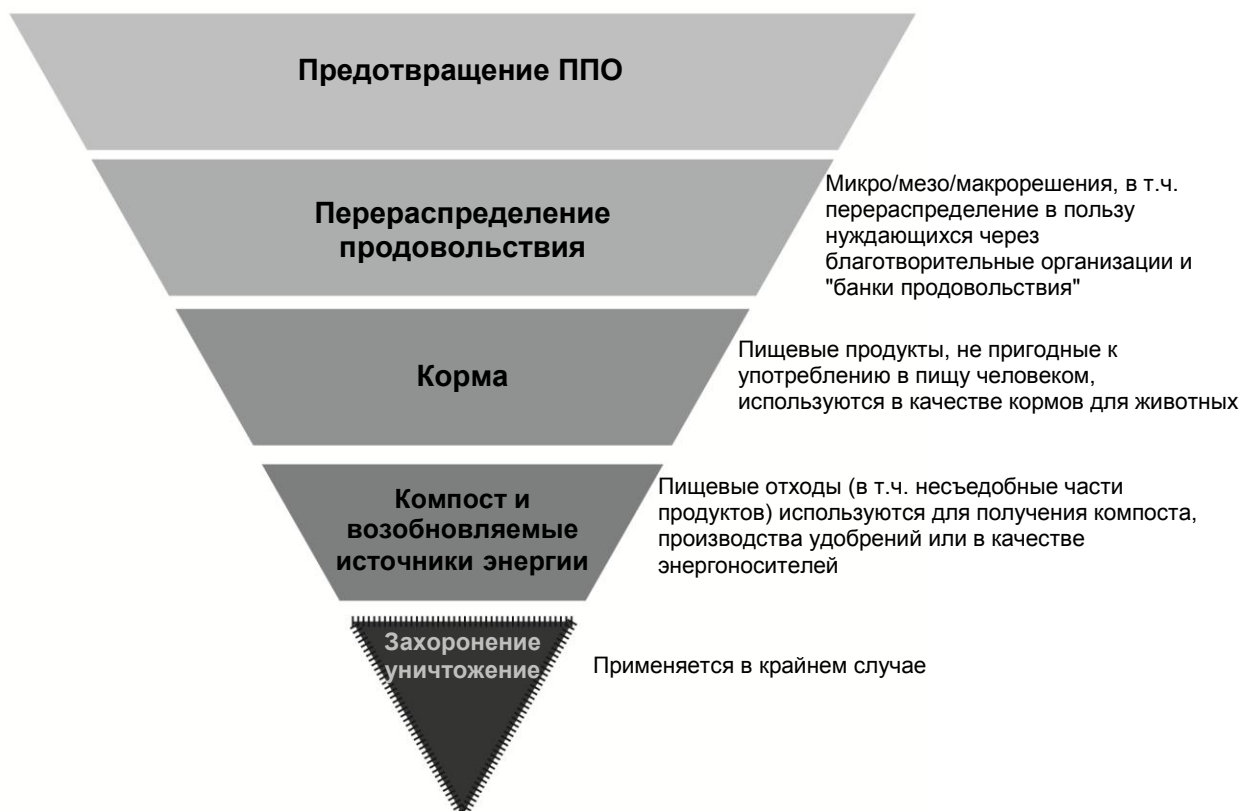 Предотвращение ППО
Перераспределение
продовольствия
Микро/мезо/макрорешения, в т.ч.
перераспределение в пользу
нуждающихся через
благотворительные организации и
"банки продовольствия"
Корма
Пищевые продукты, не пригодные к
употреблению в пищу человеком,
используются в качестве кормов для животных
Компост и
возобновляемые
источники энергии
Пищевые отходы (в т.ч. несъедобные части
продуктов) используются для получения компоста,
производства удобрений или в качестве
энергоносителей
Захоронение
уничтожение
Применяется в крайнем случае